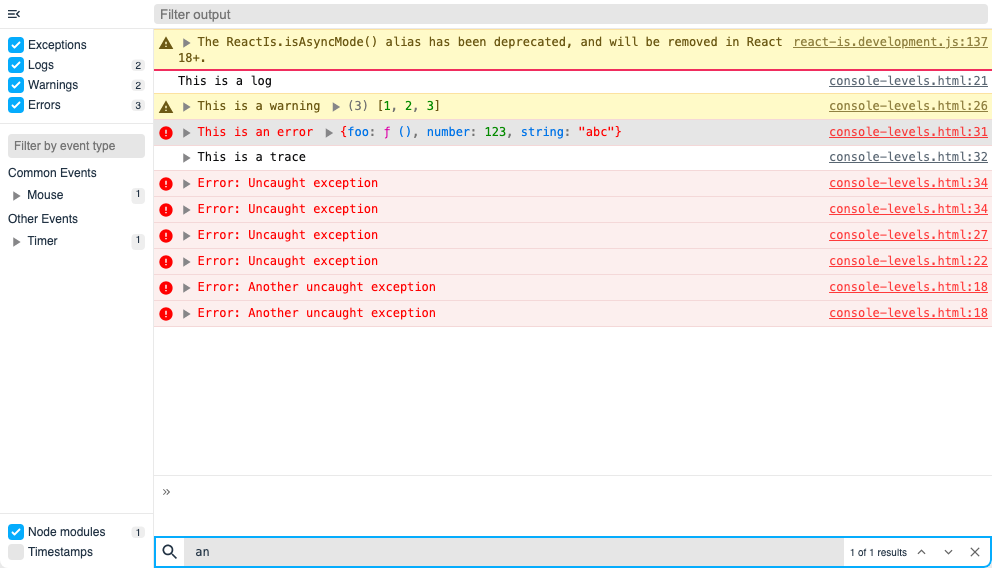 Filter output
Exceptions
Logs 2
Warnings 2
Errors 3
Filter by event type
Common Events
Mouse 1
Other Events
Timer 1
Node modules 1
Timestamps
The ReactIs.isAsyncMode() alias has been deprecated, and will be removed in React react-is.development.js:137
18+.
This is a log console-levels.html:21
This is a warning (3) [1, 2, 3] console-levels.html:26
This is an error {foo: ƒ (), number: 123, string: "abc"} console-levels.html:31
This is a trace console-levels.html:32
Error: Uncaught exception console-levels.html:34
Error: Uncaught exception console-levels.html:34
Error: Uncaught exception console-levels.html:27
Error: Uncaught exception console-levels.html:22
Error: Another uncaught exception console-levels.html:18
Error: Another uncaught exception console-levels.html:18
»
an 1 of 1 results